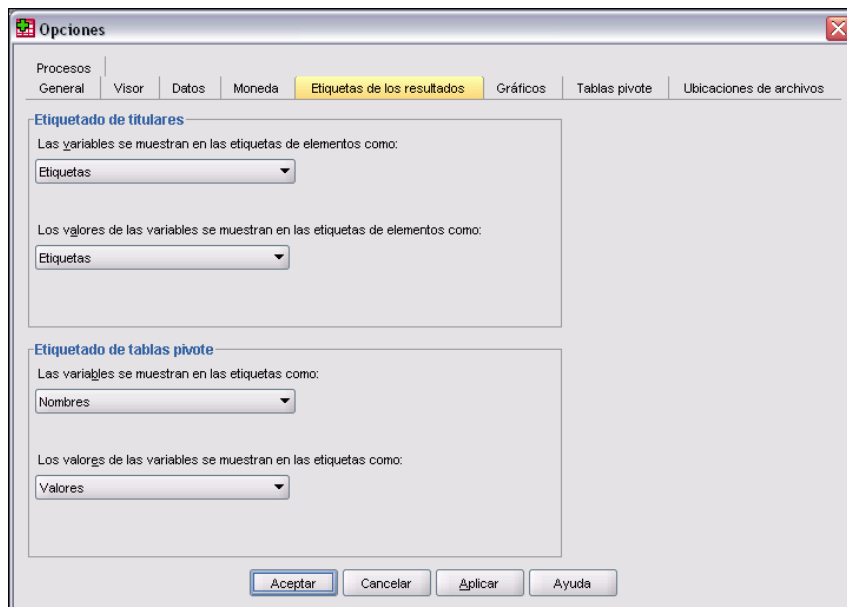 Opciones
Procesos
General Visor Datos Moneda Etiquetas de los resultados Gráficos Tablas pivote Ubicaciones de archivos
Etiquetado de titulares
Las variables se muestran en las etiquetas de elementos como:
Etiquetas
Los valores de las variables se muestran en las etiquetas de elementos como:
Etiquetas
Etiquetado de tablas pivote
Las variables se muestran en las etiquetas como:
Nombres
Los valores de las variables se muestran en las etiquetas como:
Valores
Aceptar Cancelar Aplicar Ayuda